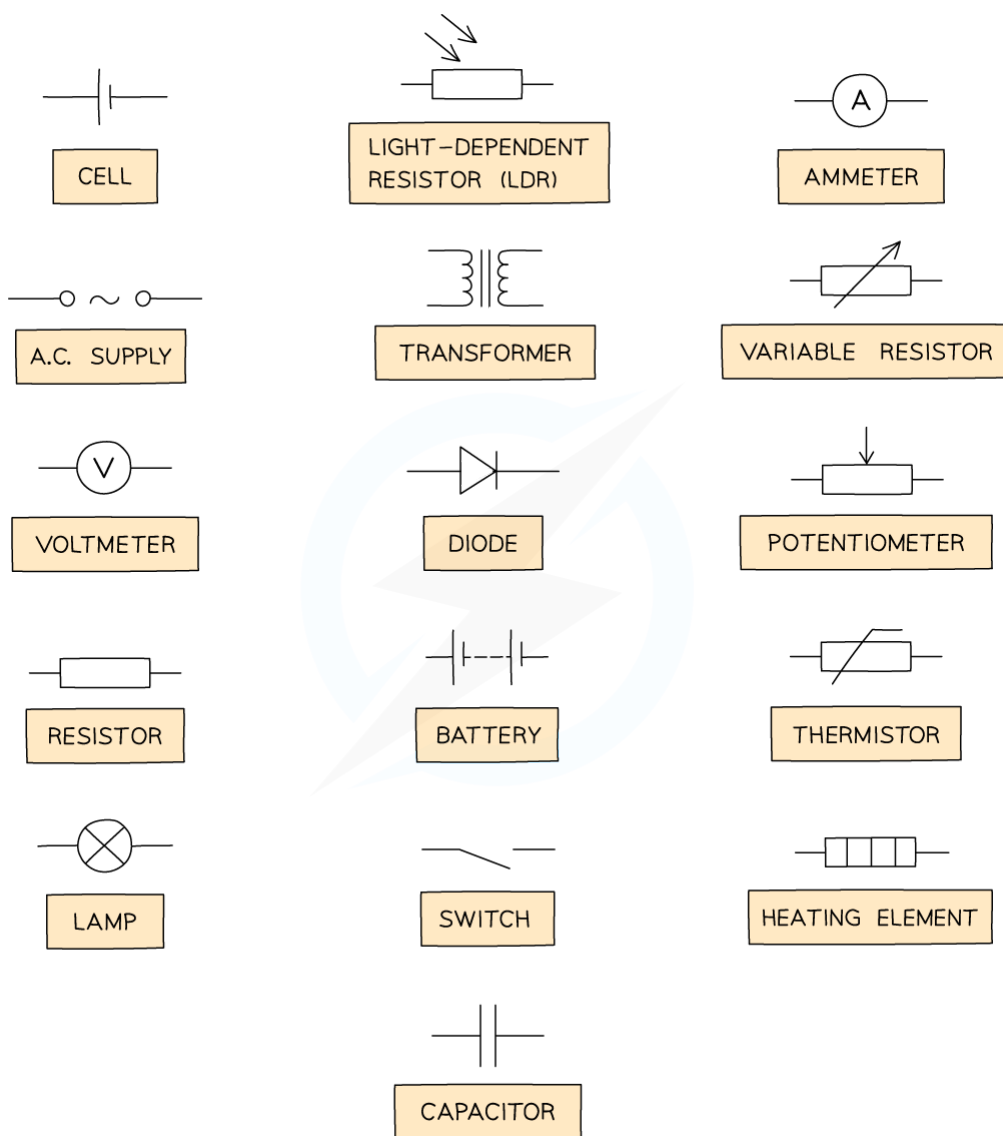 CELL
LIGHT-DEPENDENT
RESISTOR (LDR)
A
AMMETER
A.C. SUPPLY
TRANSFORMER
VARIABLE RESISTOR
V
VOLTMETER
DIODE
POTENTIOMETER
RESISTOR
BATTERY
THERMISTOR
LAMP
SWITCH
HEATING ELEMENT
CAPACITOR